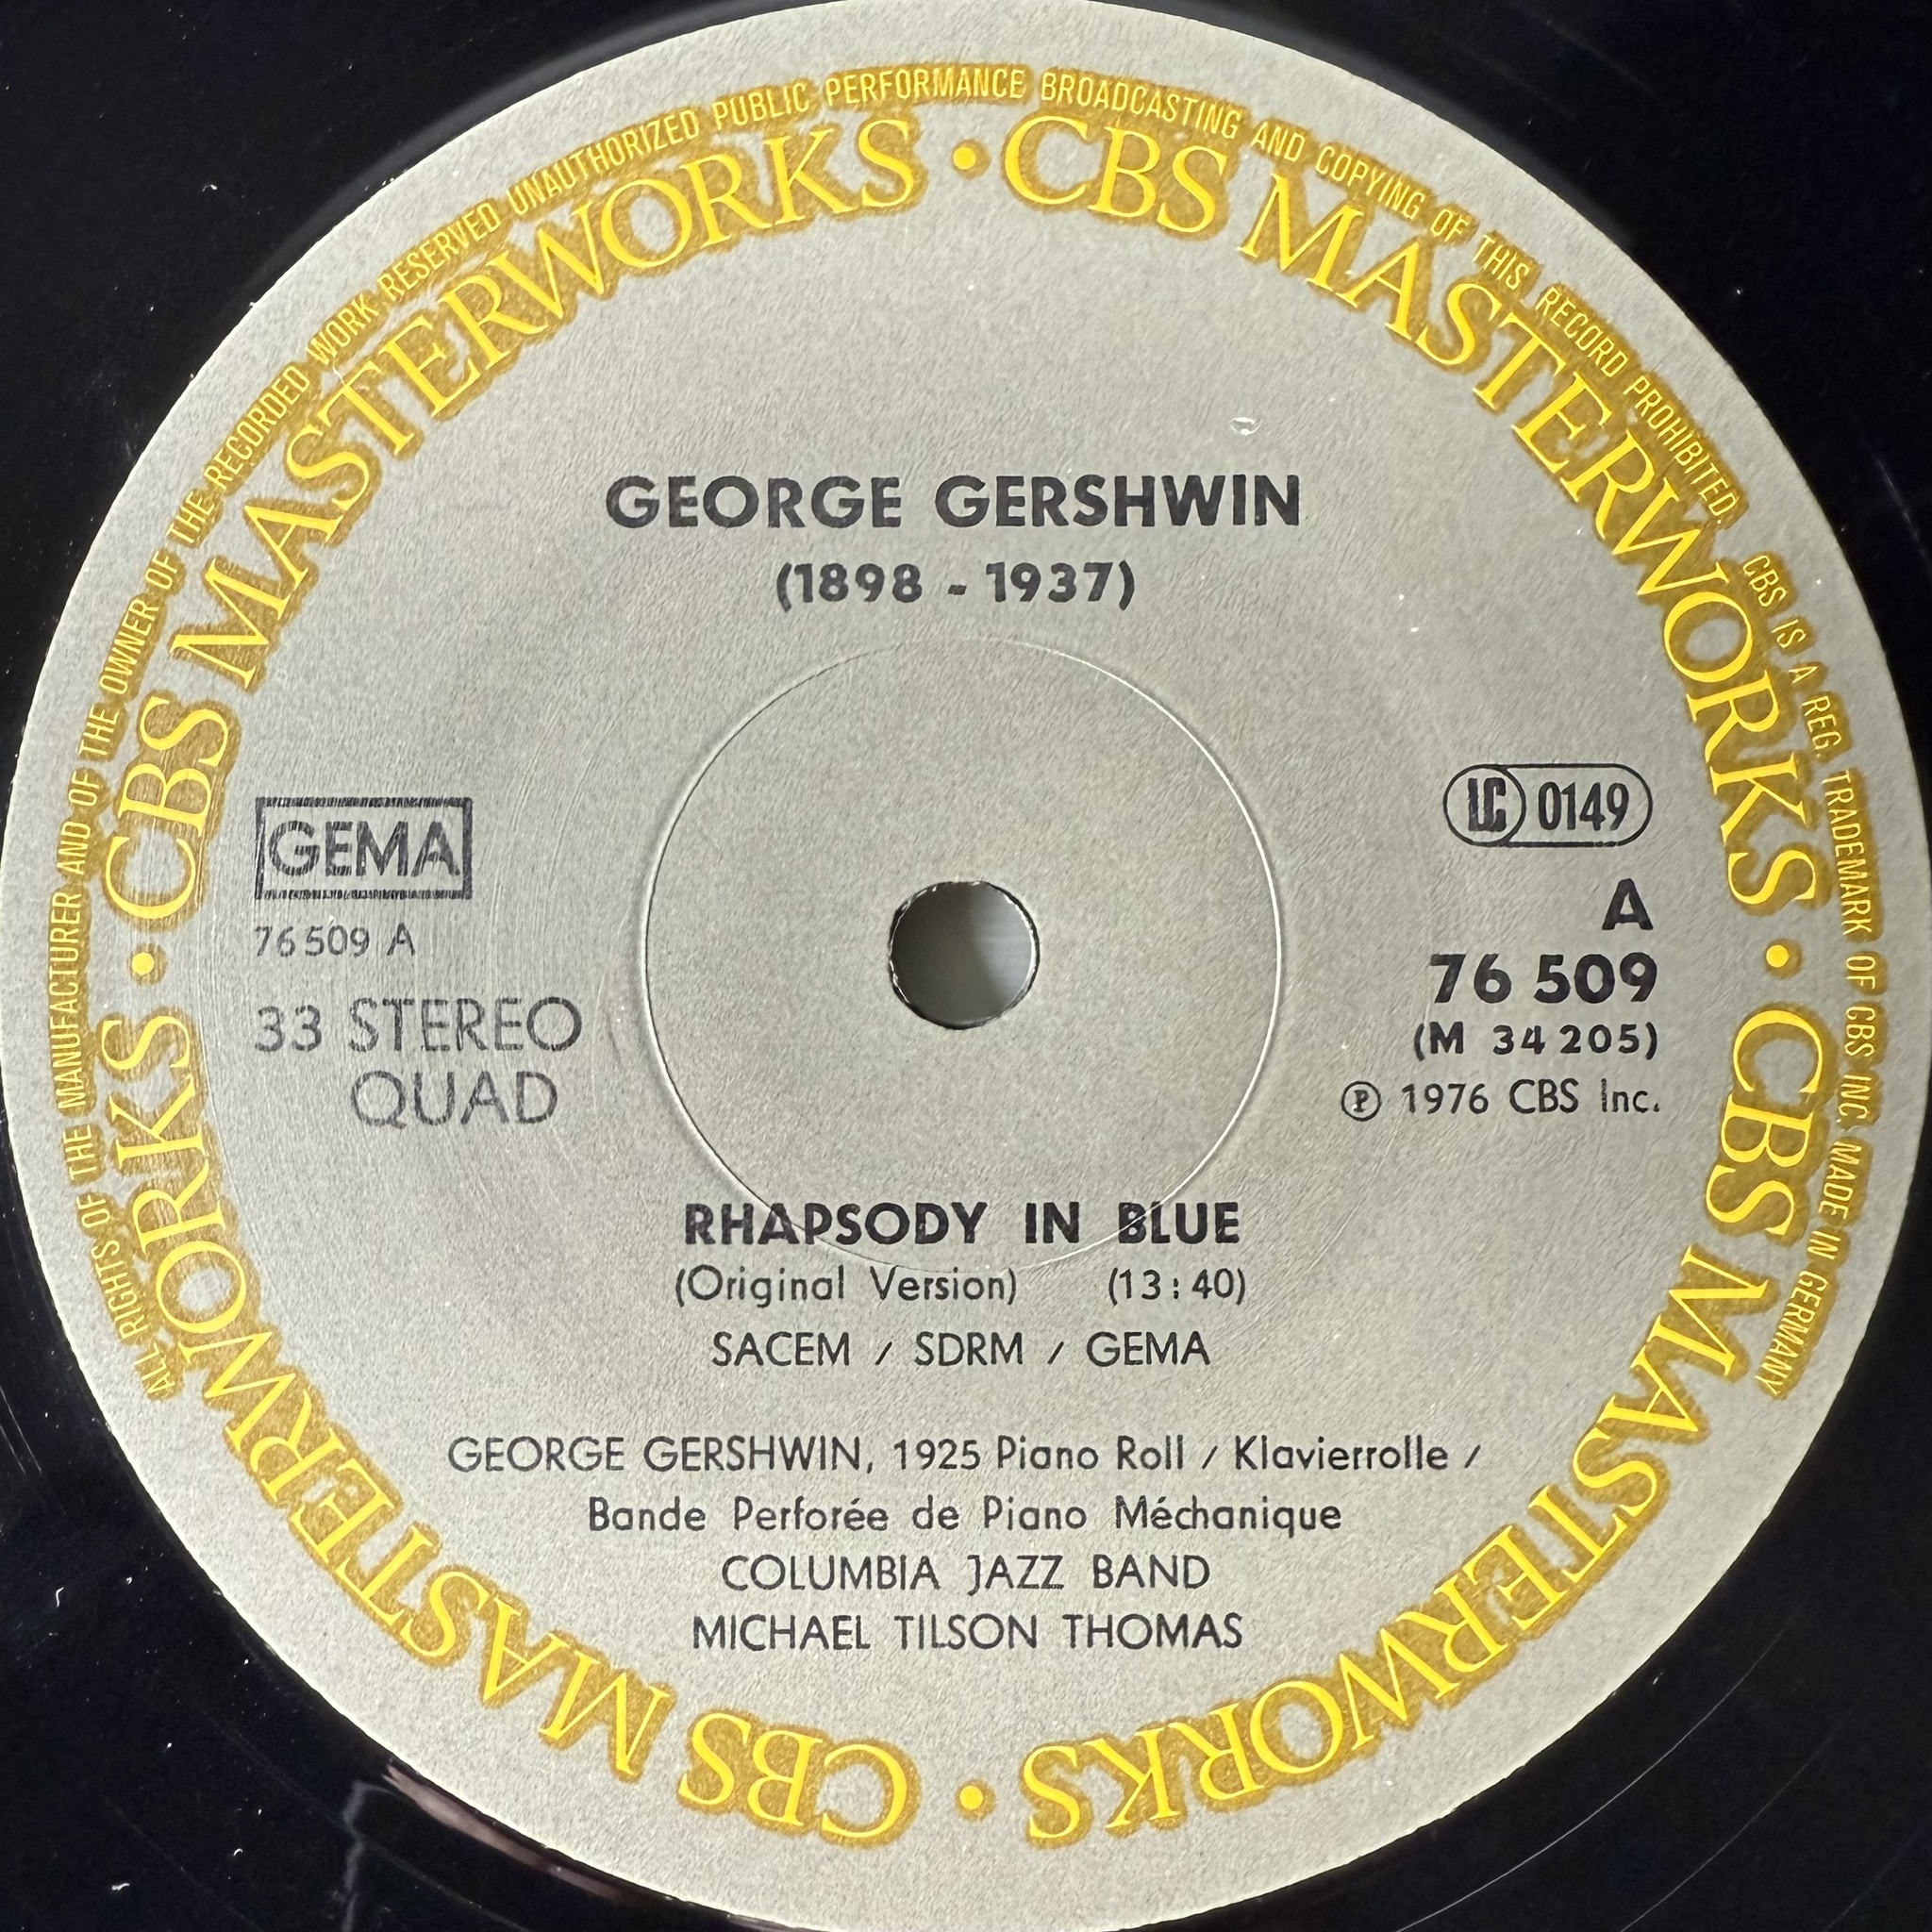 ALL RIGHTS OF THE MANUFACTURER AND OF THE OWNER OF THE RECORDED WORK RESERVED UNAUTHORIZED PUBLIC PERFORMANCE BROADCASTING AND COPYING OF THIS RECORD PROHIBITED. CBS IS A REG. TRADEMARK OF CBS INC. MADE IN GERMANY
CBS MASTERWORKS • CBS MASTERWORKS • CBS MASTERWORKS • CBS MASTERWORKS •
GEORGE GERSHWIN
(1898 - 1937)
GEMA
76 509 A
33 STEREO
QUAD
LC 0149
A
76 509
(M 34 205)
℗ 1976 CBS Inc.
RHAPSODY IN BLUE
(Original Version) (13:40)
SACEM / SDRM / GEMA
GEORGE GERSHWIN, 1925 Piano Roll / Klavierrolle /
Bande Perforée de Piano Méchanique
COLUMBIA JAZZ BAND
MICHAEL TILSON THOMAS